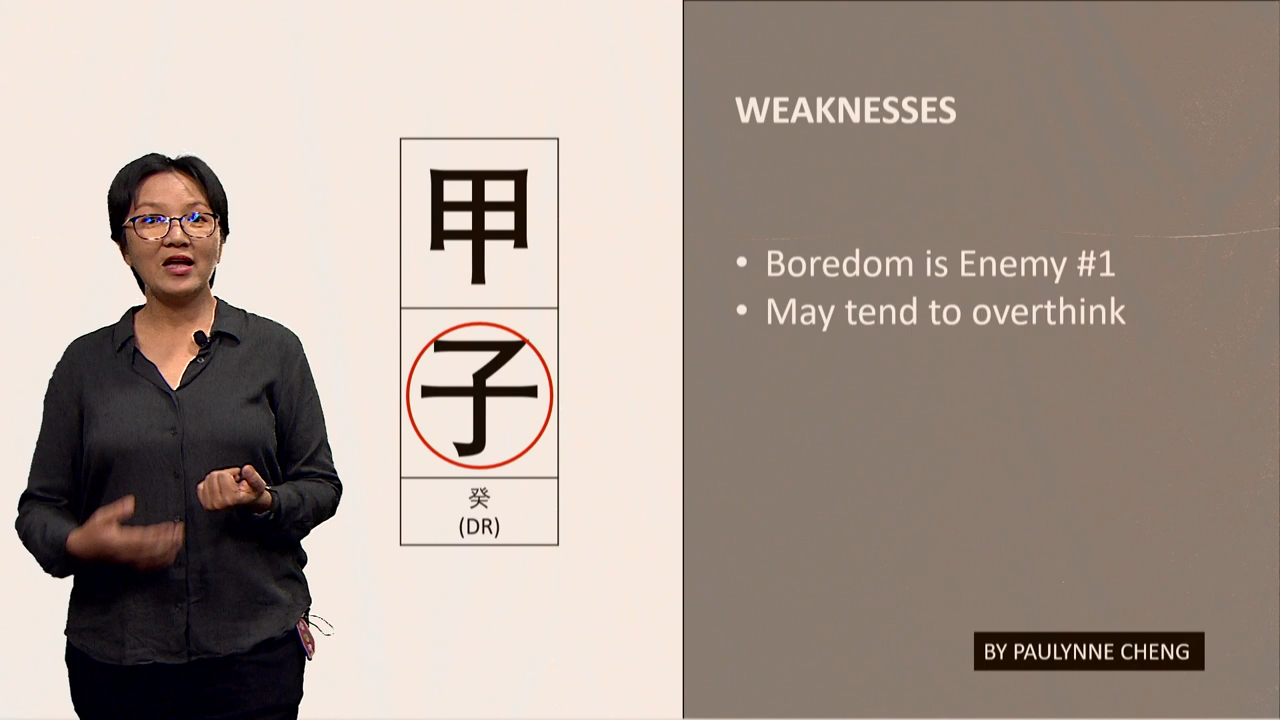 甲
子
癸
(DR)
WEAKNESSES
• Boredom is Enemy #1
• May tend to overthink
BY PAULYNNE CHENG